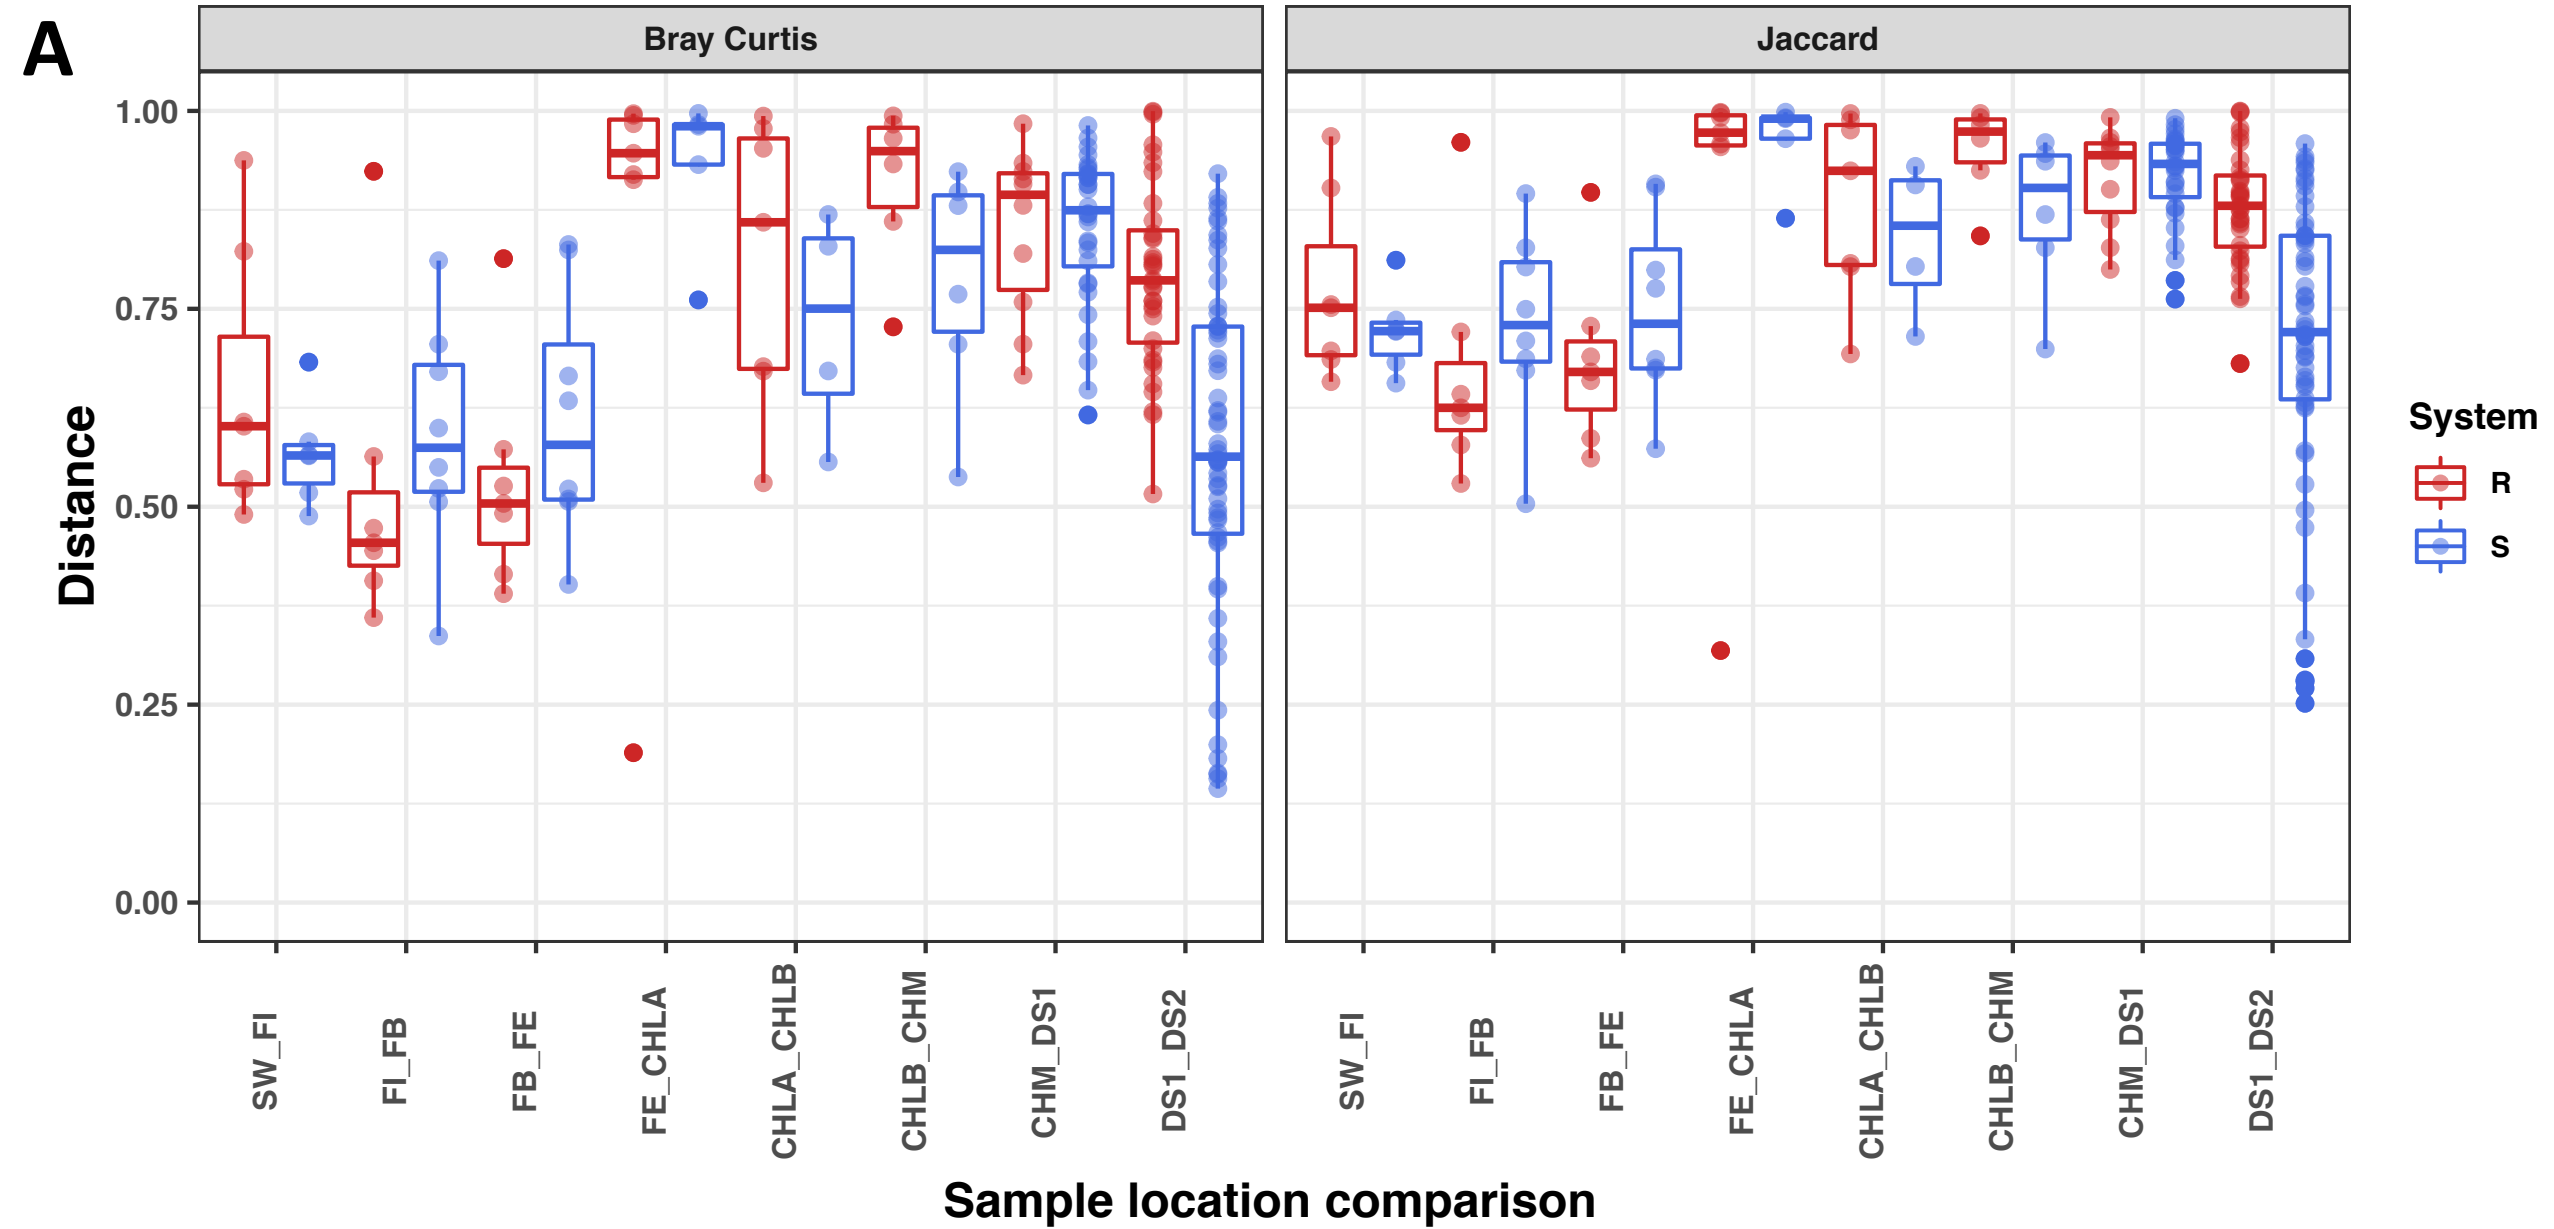 A
Bray Curtis
Jaccard
1.00
0.75
0.50
0.25
0.00
Distance
SW_FI
FI_FB
FB_FE
FE_CHLA
CHLA_CHLB
CHLB_CHM
CHM_DS1
DS1_DS2
SW_FI
FI_FB
FB_FE
FE_CHLA
CHLA_CHLB
CHLB_CHM
CHM_DS1
DS1_DS2
Sample location comparison
System
R
S